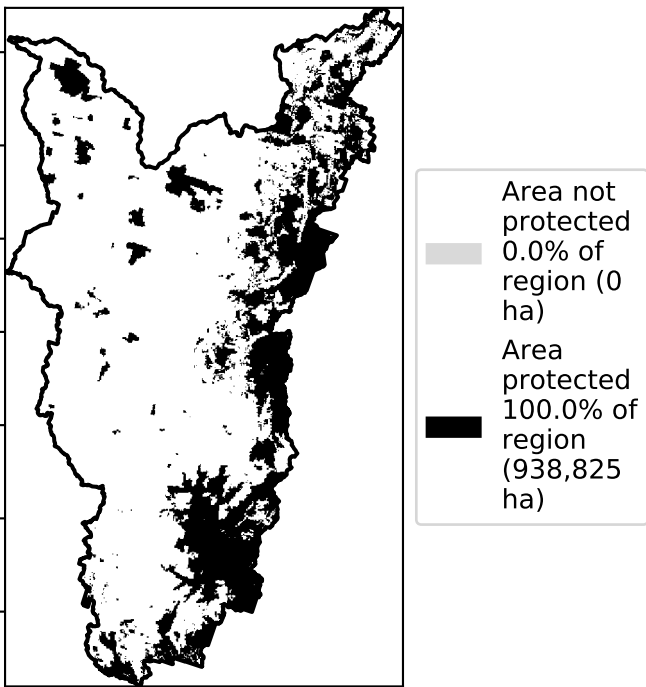 Area not
protected
0.0% of
region (0
ha)
Area
protected
100.0% of
region
(938,825
ha)